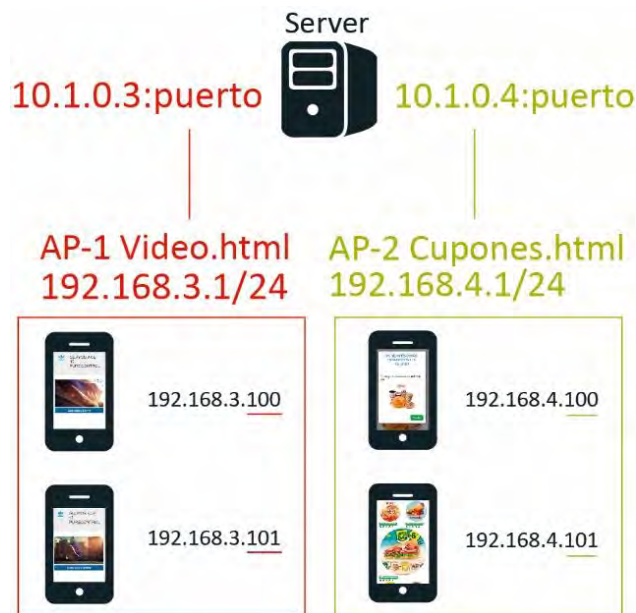 Server
10.1.0.3:puerto
10.1.0.4:puerto
AP-1 Video.html
192.168.3.1/24
AP-2 Cupones.html
192.168.4.1/24
192.168.3.100
192.168.4.100
192.168.3.101
192.168.4.101